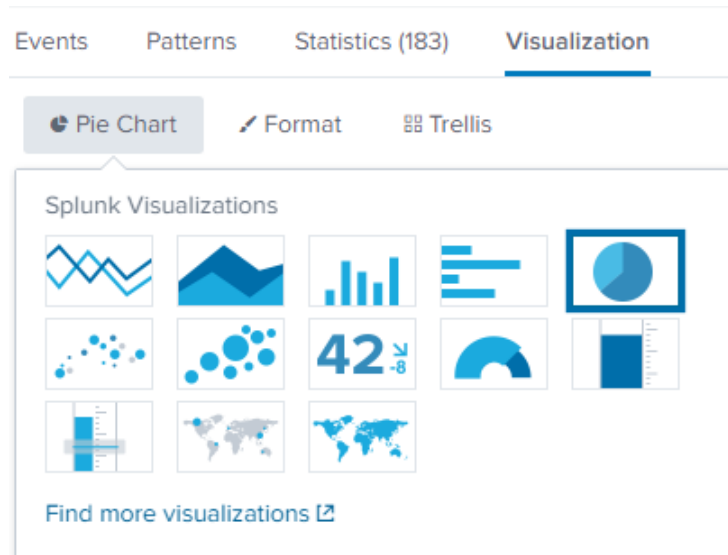 Events Patterns Statistics (183) Visualization
Pie Chart Format Trellis
Splunk Visualizations
42 -8
Find more visualizations